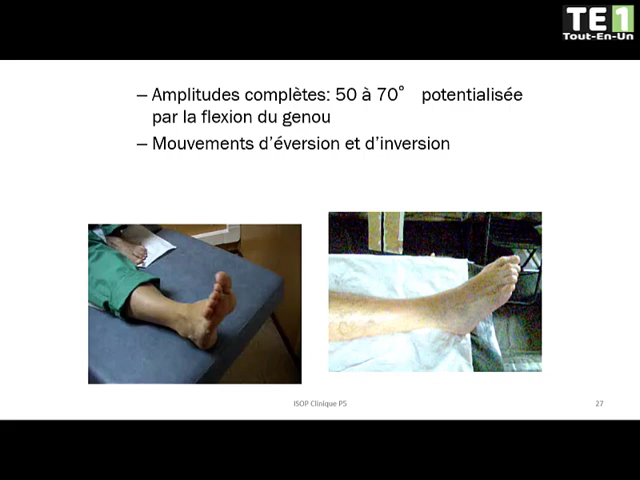 TE1
Tout-En-Un
– Amplitudes complètes: 50 à 70° potentialisée
par la flexion du genou
– Mouvements d'éversion et d'inversion
ISOP Clinique P5
27